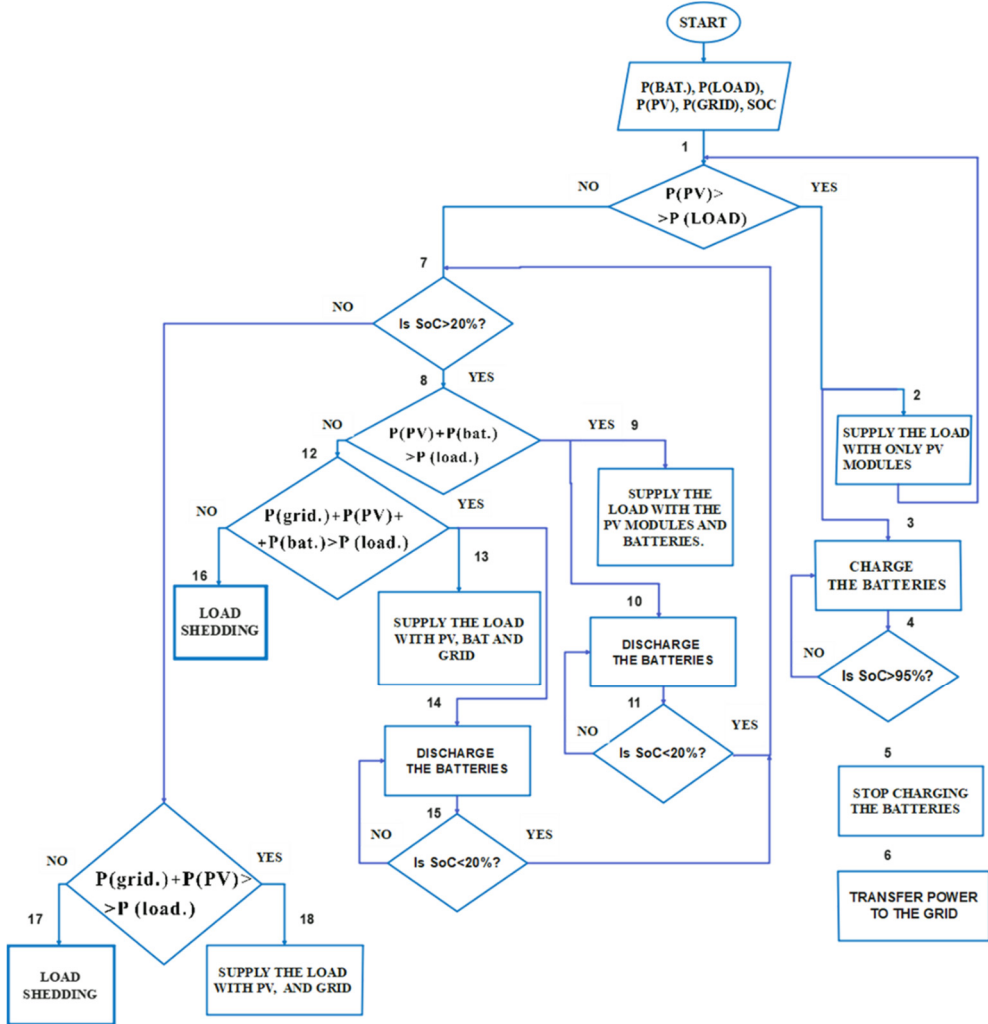 START
P(BAT.), P(LOAD),
P(PV), P(GRID), SOC
1
NO
YES
P(PV)>
>P (LOAD)
7
NO
Is SoC>20%?
8
YES
2
SUPPLY THE LOAD
WITH ONLY PV
MODULES
NO
P(PV)+P(bat.)
>P (load.)
YES
9
12
SUPPLY THE
LOAD WITH THE
PV MODULES AND
BATTERIES.
NO
P(grid.)+P(PV)+
+P(bat.)>P (load.)
YES
3
CHARGE
THE BATTERIES
13
16
LOAD
SHEDDING
SUPPLY THE LOAD
WITH PV, BAT AND
GRID
10
DISCHARGE
THE BATTERIES
4
NO
Is SoC>95%?
14
DISCHARGE
THE BATTERIES
11
NO
Is SoC<20%?
YES
5
STOP CHARGING
THE BATTERIES
15
NO
Is SoC<20%?
YES
6
TRANSFER POWER
TO THE GRID
NO
P(grid.)+P(PV)>
>P (load.)
YES
17
LOAD
SHEDDING
18
SUPPLY THE LOAD
WITH PV, AND GRID